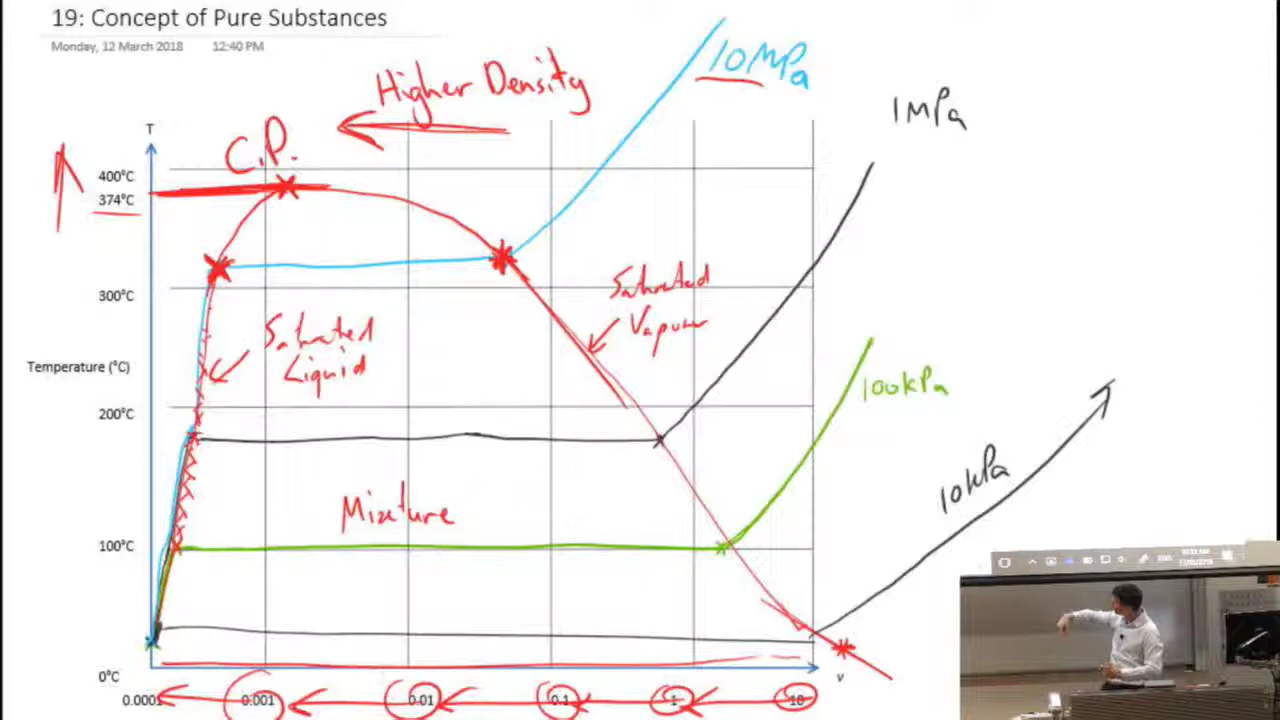 19: Concept of Pure Substances
Monday, 12 March 2018 12:40 PM
10MPa
Higher Density
1MPa
T
C.P.
400°C
374°C
Saturated
Vapour
300°C
Saturated
Liquid
Temperature (°C)
100kPa
200°C
10kPa
Mixture
100°C
0°C
v
0.0001 0.001 0.01 0.1 1 10